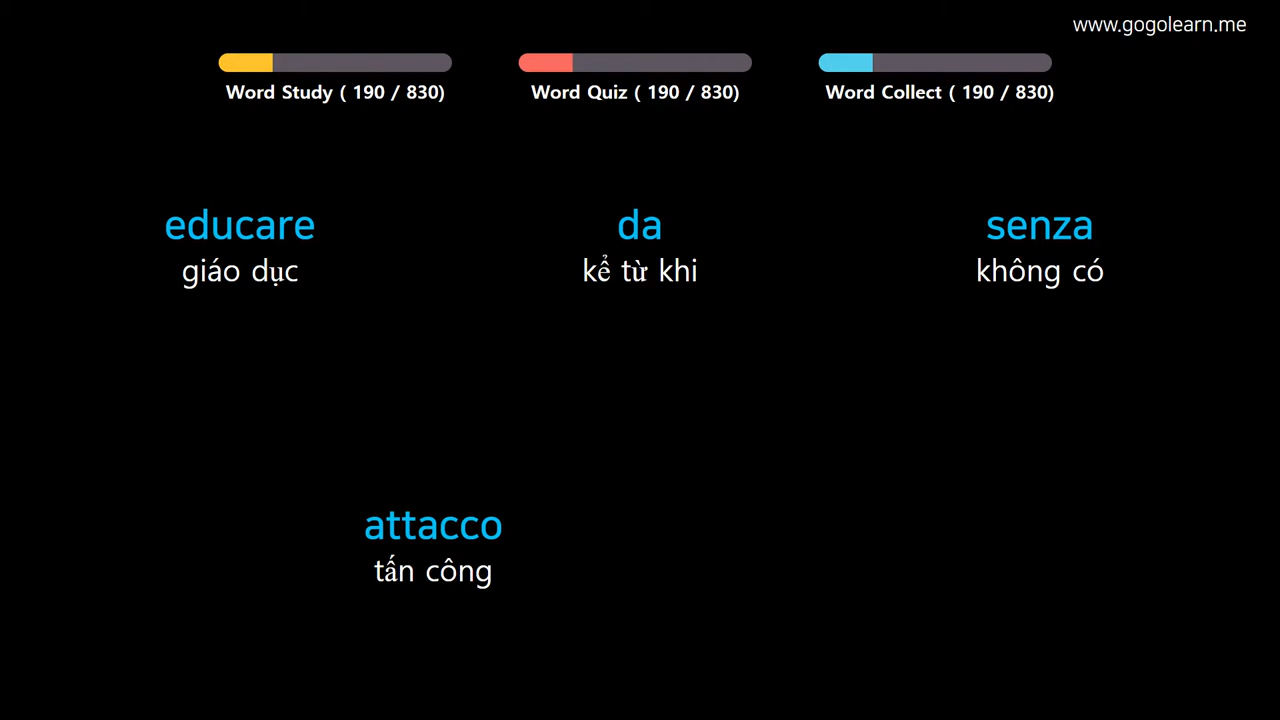 www.gogolearn.me
Word Study ( 190 / 830)
Word Quiz ( 190 / 830)
Word Collect ( 190 / 830)
educare
giáo dục
da
kể từ khi
senza
không có
attacco
tấn công